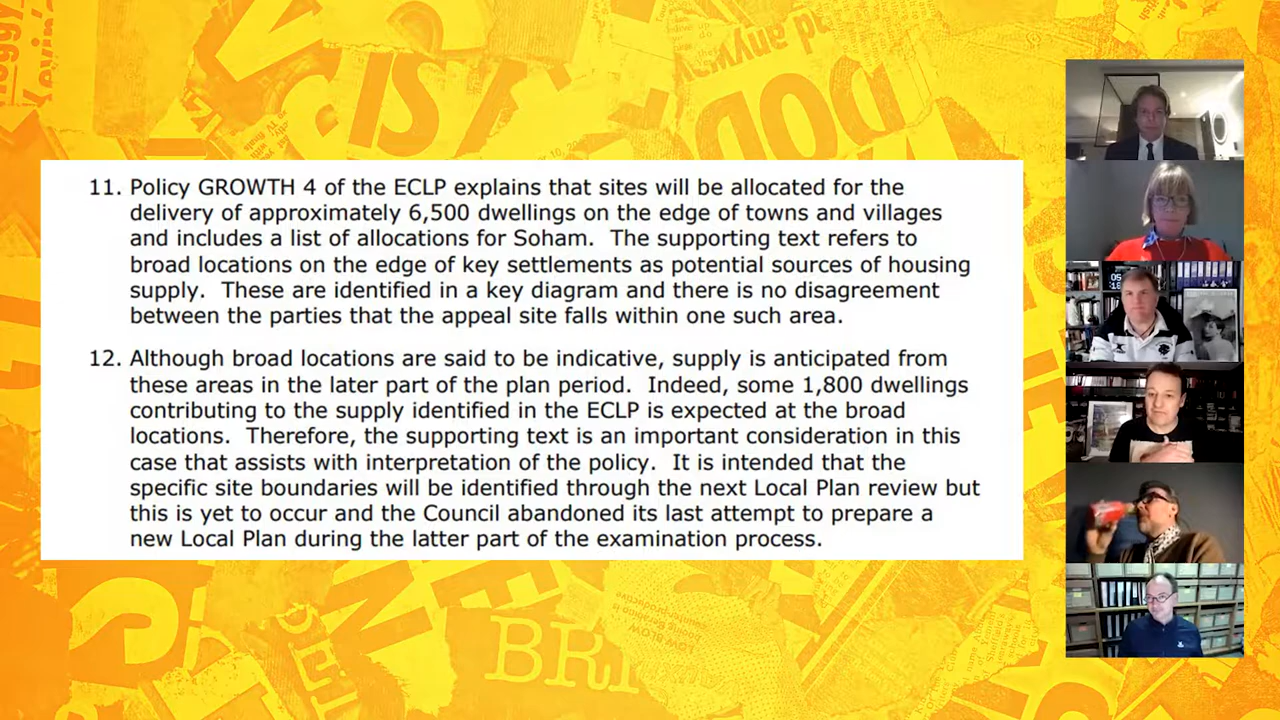 11. Policy GROWTH 4 of the ECLP explains that sites will be allocated for the
delivery of approximately 6,500 dwellings on the edge of towns and villages
and includes a list of allocations for Soham.  The supporting text refers to
broad locations on the edge of key settlements as potential sources of housing
supply.  These are identified in a key diagram and there is no disagreement
between the parties that the appeal site falls within one such area.
12. Although broad locations are said to be indicative, supply is anticipated from
these areas in the later part of the plan period.  Indeed, some 1,800 dwellings
contributing to the supply identified in the ECLP is expected at the broad
locations.  Therefore, the supporting text is an important consideration in this
case that assists with interpretation of the policy.  It is intended that the
specific site boundaries will be identified through the next Local Plan review but
this is yet to occur and the Council abandoned its last attempt to prepare a
new Local Plan during the latter part of the examination process.